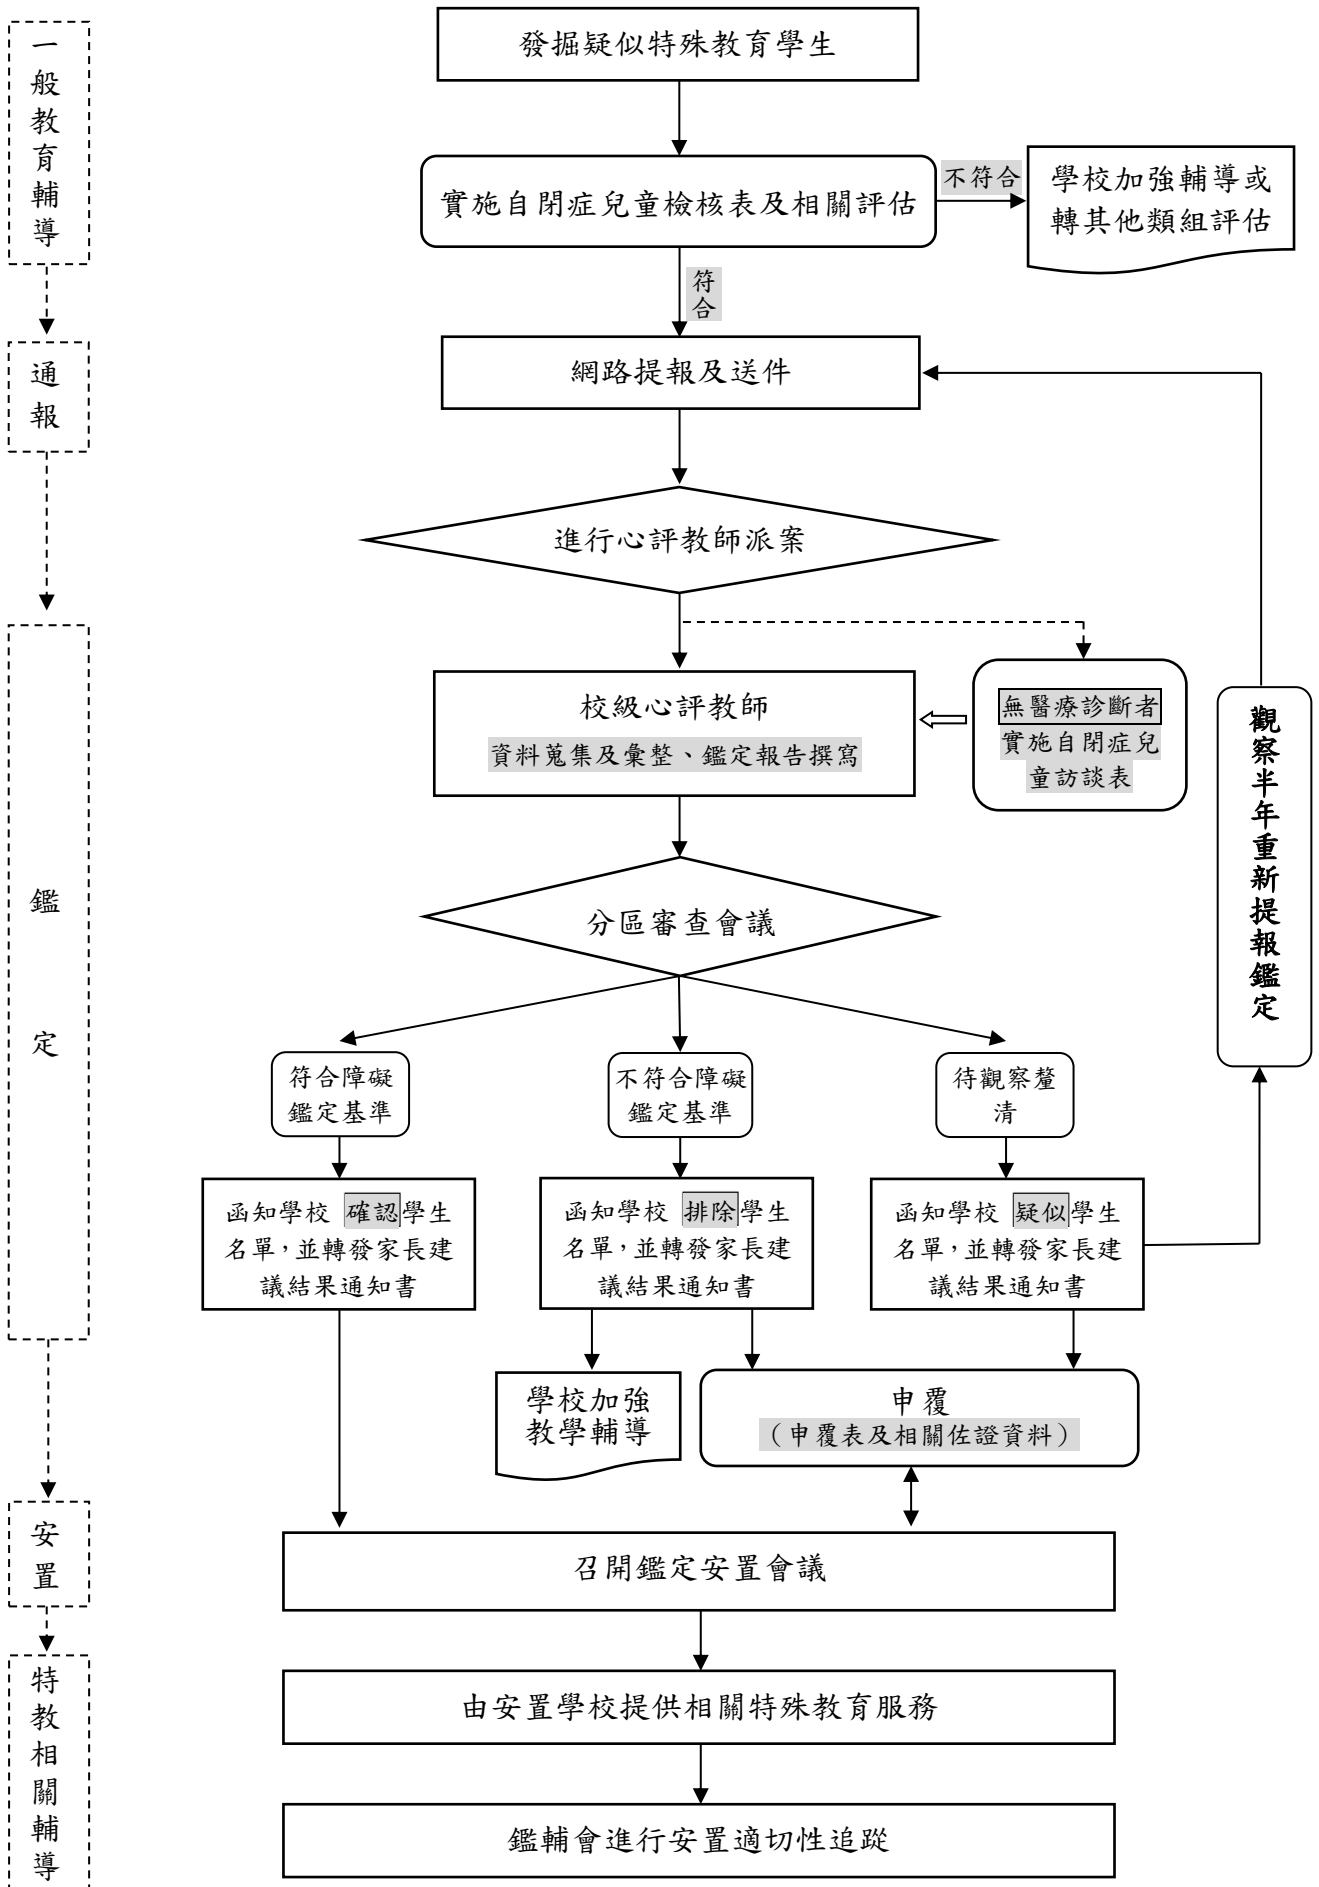 一般教育輔導
通報
鑑定
安置
特教相關輔導
發掘疑似特殊教育學生
實施自閉症兒童檢核表及相關評估
不符合
學校加強輔導或
轉其他類組評估
符合
網路提報及送件
進行心評教師派案
校級心評教師
資料蒐集及彙整、鑑定報告撰寫
無醫療診斷者
實施自閉症兒
童訪談表
觀察半年重新提報鑑定
分區審查會議
符合障礙
鑑定基準
不符合障礙
鑑定基準
待觀察釐
清
函知學校 確認學生
名單,並轉發家長建
議結果通知書
函知學校 排除學生
名單,並轉發家長建
議結果通知書
函知學校 疑似學生
名單,並轉發家長建
議結果通知書
學校加強
教學輔導
申覆
（申覆表及相關佐證資料）
召開鑑定安置會議
由安置學校提供相關特殊教育服務
鑑輔會進行安置適切性追蹤